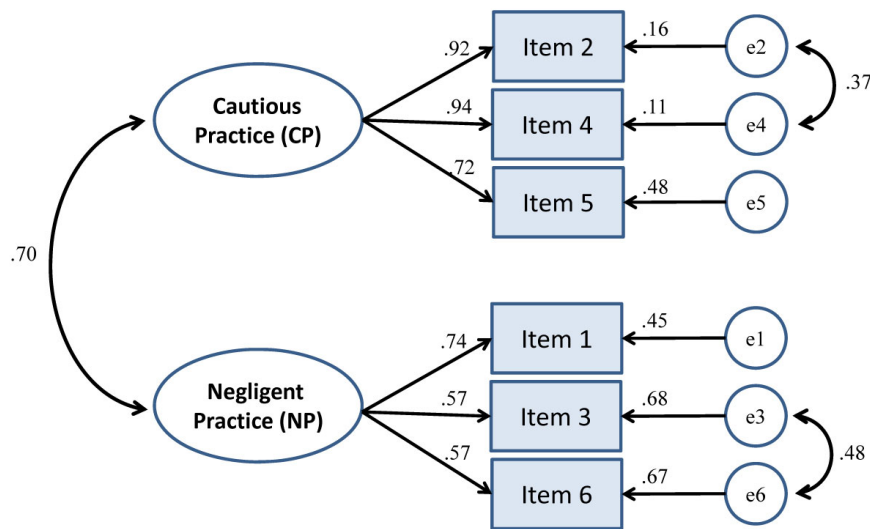 .92
Item 2
.16
e2
.37
Cautious
Practice (CP)
.94
Item 4
.11
e4
.72
Item 5
.48
e5
.70
.74
Item 1
.45
e1
Negligent
Practice (NP)
.57
Item 3
.68
e3
.48
.57
Item 6
.67
e6